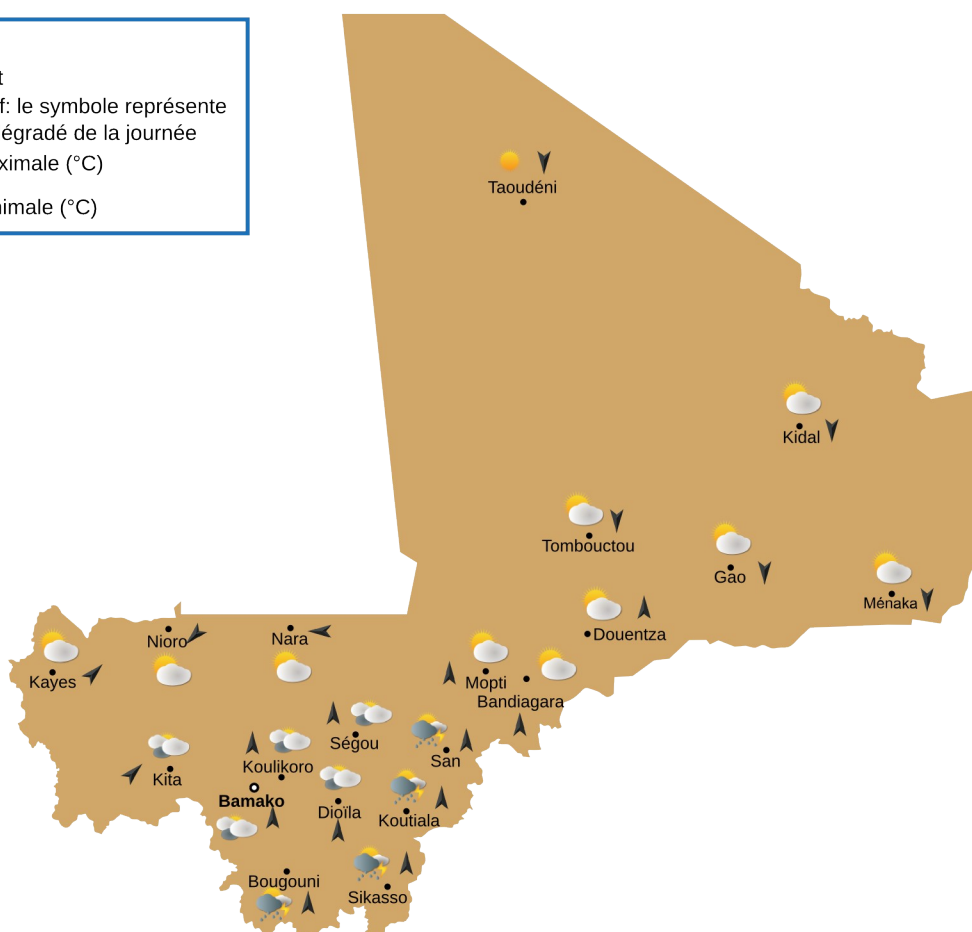 t
f: le symbole représente
égradé de la journée
ximale (°C)
nimale (°C)
Taoudéni
Kidal
Tombouctou
Gao
Ménaka
Douentza
Nioro
Nara
Kayes
Mopti
Bandiagara
Ségou
San
Koulikoro
Kita
Bamako
Dioïla
Koutiala
Bougouni
Sikasso